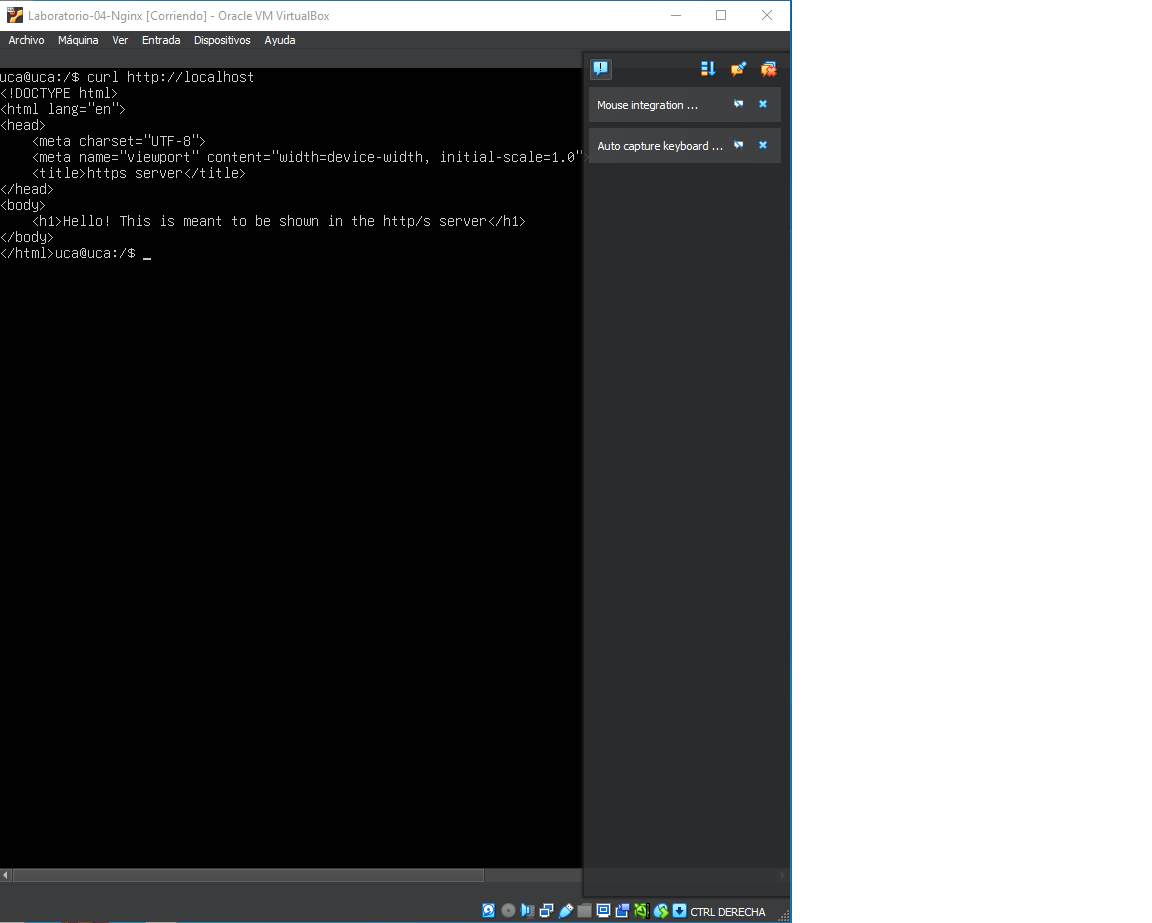 Laboratorio-04-Nginx [Corriendo] - Oracle VM VirtualBox
Archivo Máquina Ver Entrada Dispositivos Ayuda
uca@uca:/$ curl http://localhost
<!DOCTYPE html>
<html lang="en">
<head>
    <meta charset="UTF-8">
    <meta name="viewport" content="width=device-width, initial-scale=1.0">
    <title>https server</title>
</head>
<body>
    <h1>Hello! This is meant to be shown in the http/s server</h1>
</body>
</html>uca@uca:/$ _
Mouse integration ...
Auto capture keyboard ...
CTRL DERECHA